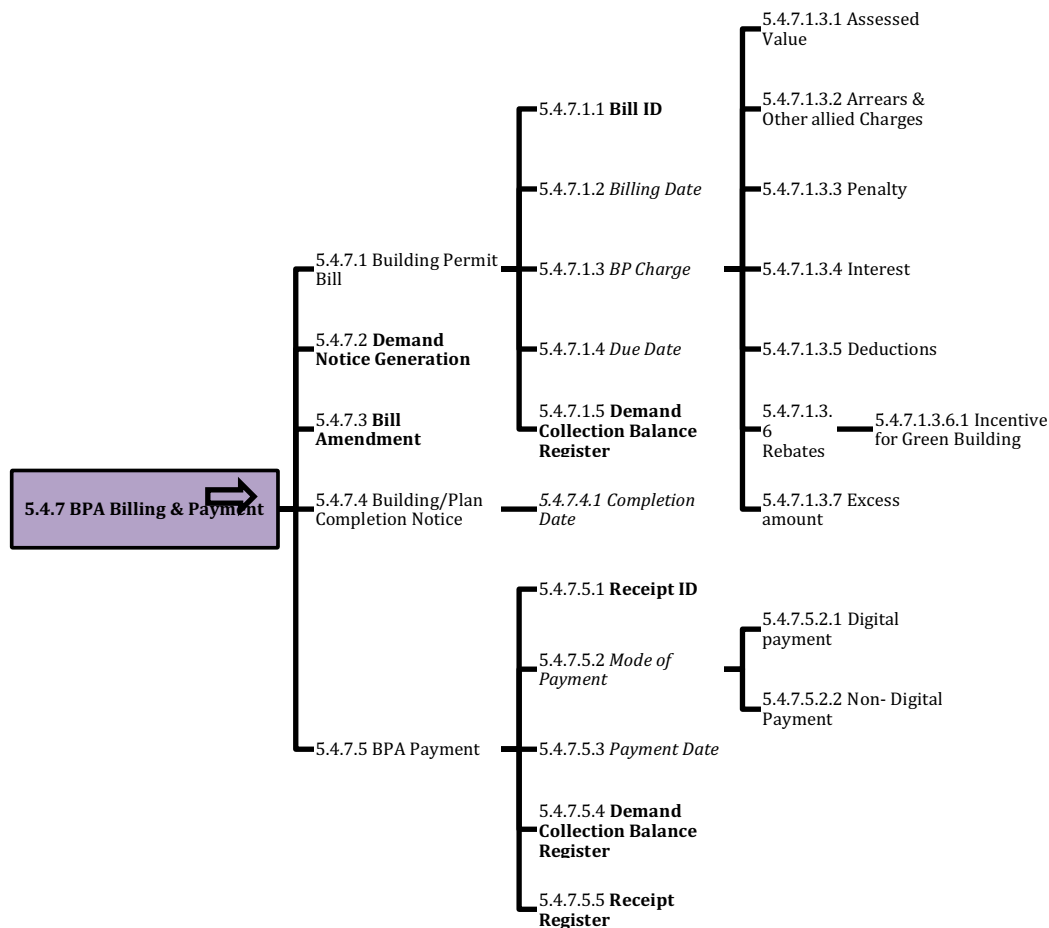 5.4.7 BPA Billing & Payment
5.4.7.1 Building Permit
Bill
5.4.7.1.1 Bill ID
5.4.7.1.2 Billing Date
5.4.7.1.3 BP Charge
5.4.7.1.3.1 Assessed
Value
5.4.7.1.3.2 Arrears &
Other allied Charges
5.4.7.1.3.3 Penalty
5.4.7.1.3.4 Interest
5.4.7.1.3.5 Deductions
5.4.7.1.3.
6
Rebates
5.4.7.1.3.6.1 Incentive
for Green Building
5.4.7.1.3.7 Excess
amount
5.4.7.1.4 Due Date
5.4.7.1.5 Demand
Collection Balance
Register
5.4.7.2 Demand
Notice Generation
5.4.7.3 Bill
Amendment
5.4.7.4 Building/Plan
Completion Notice
5.4.7.4.1 Completion
Date
5.4.7.5 BPA Payment
5.4.7.5.1 Receipt ID
5.4.7.5.2 Mode of
Payment
5.4.7.5.2.1 Digital
payment
5.4.7.5.2.2 Non- Digital
Payment
5.4.7.5.3 Payment Date
5.4.7.5.4 Demand
Collection Balance
Register
5.4.7.5.5 Receipt
Register